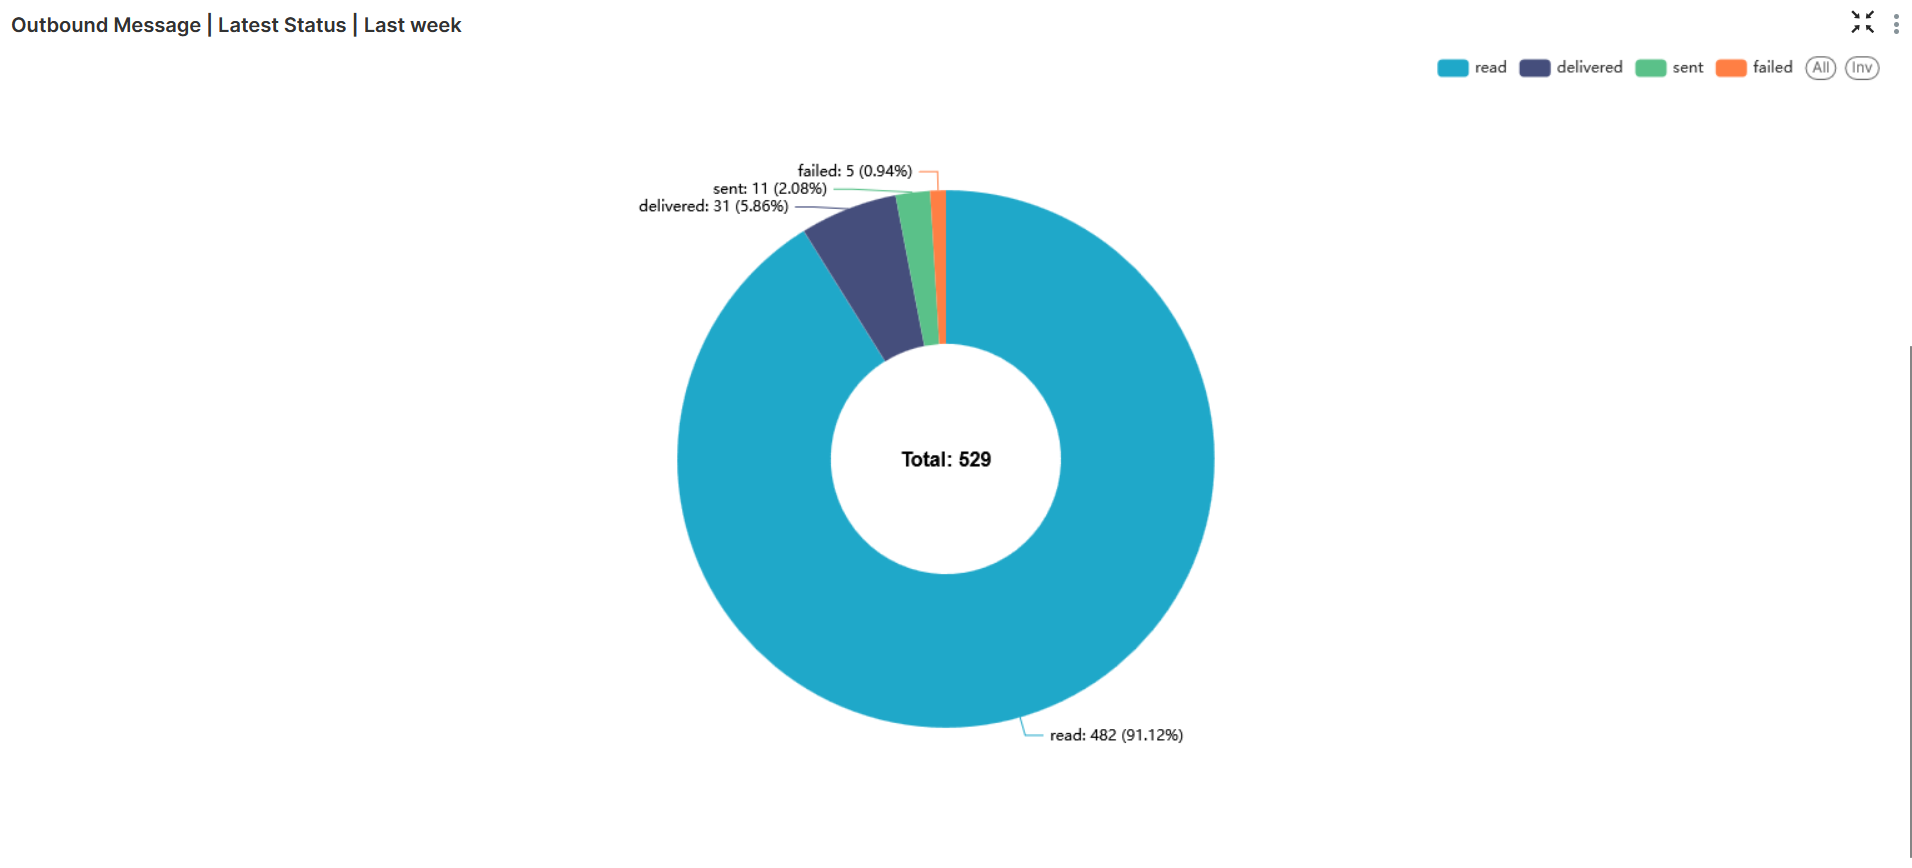 Outbound Message | Latest Status | Last week
read
delivered
sent
failed
All
Inv
failed: 5 (0.94%)
sent: 11 (2.08%)
delivered: 31 (5.86%)
Total: 529
read: 482 (91.12%)